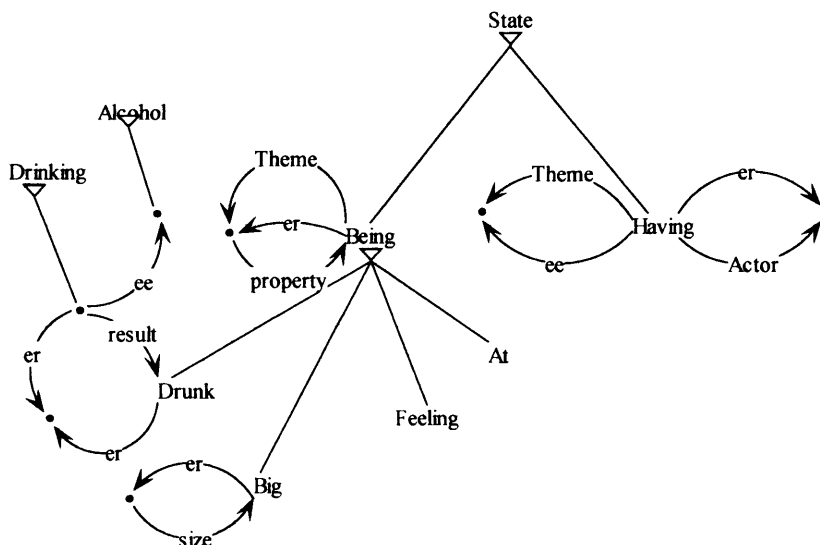 State
Alcohol
Drinking
Theme
er
Being
property
Theme
er
Having
ee
Actor
ee
result
er
Drunk
er
At
Feeling
er
Big
size